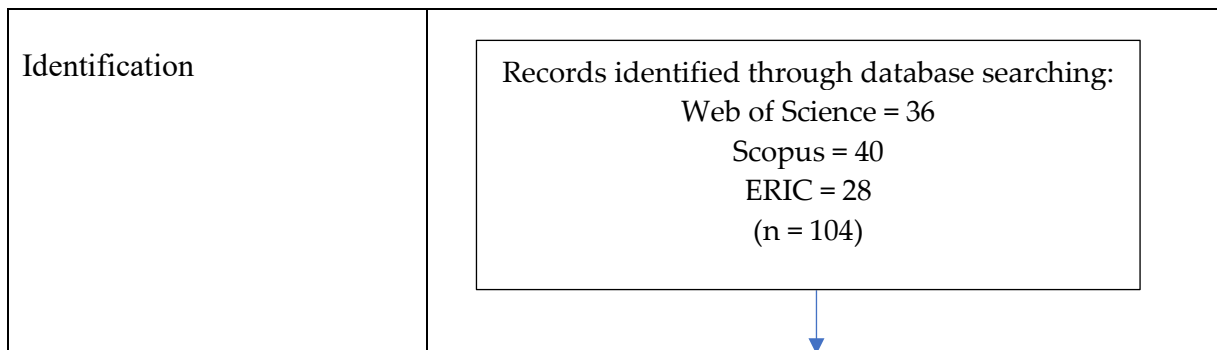 Identification
Records identified through database searching:
Web of Science = 36
Scopus = 40
ERIC = 28
(n = 104)